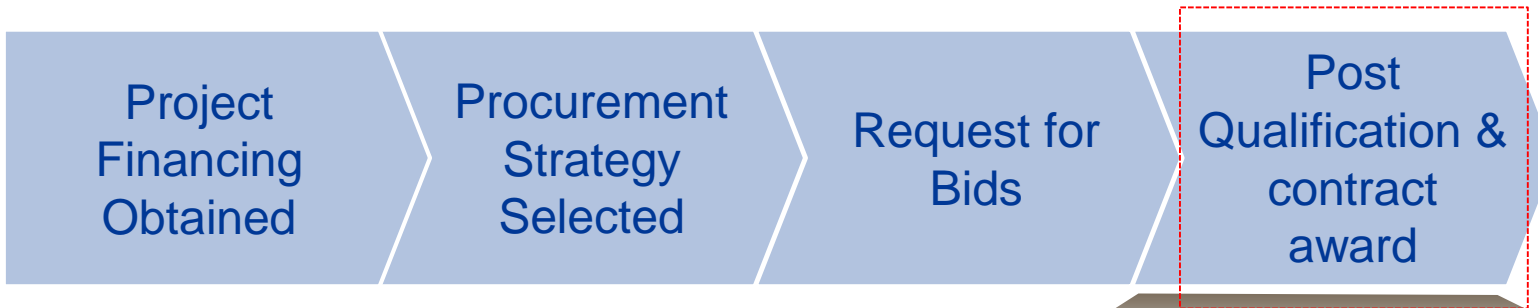 Project
Financing
Obtained
Procurement
Strategy
Selected
Request for
Bids
Post
Qualification &
contract
award